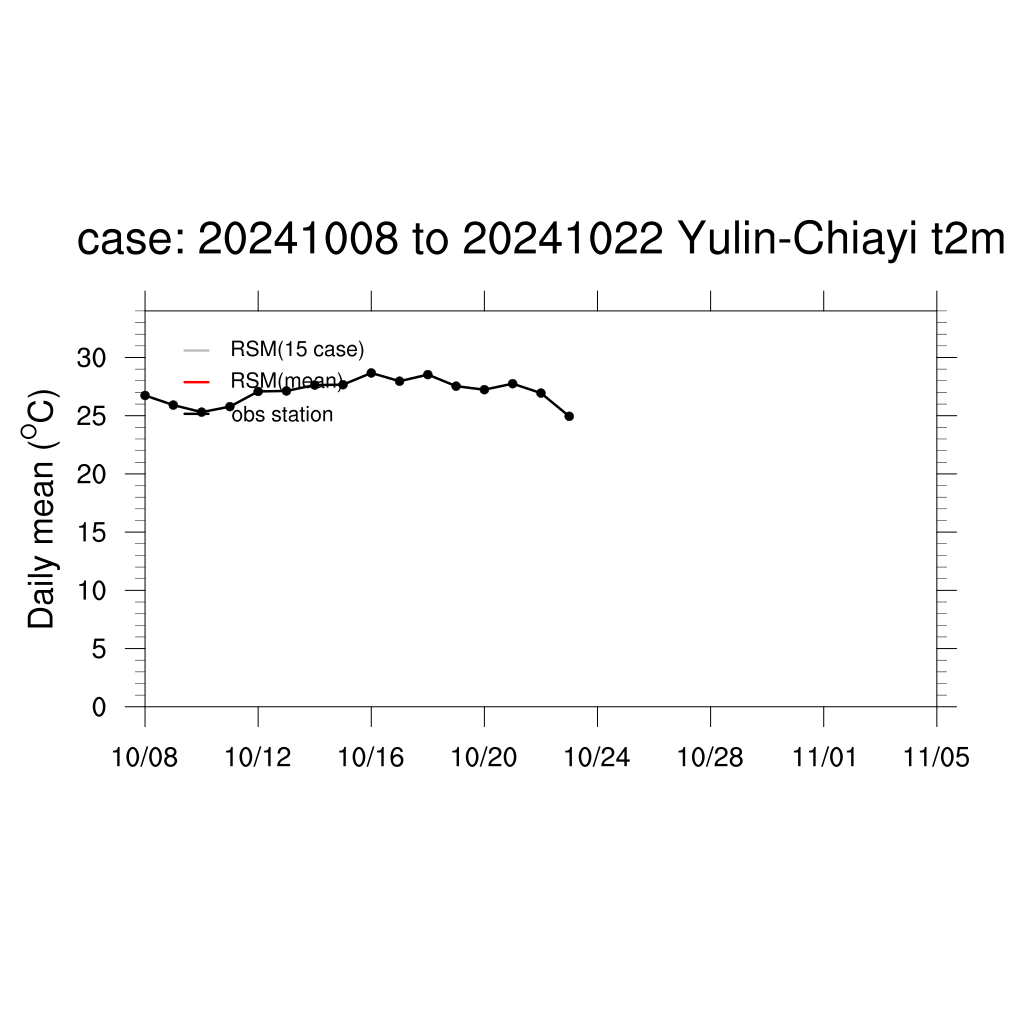 case: 20241008 to 20241022 Yulin-Chiayi t2m
RSM(15 case)
RSM(mean)
obs station
Daily mean (°C)
30
25
20
15
10
5
0
10/08 10/12 10/16 10/20 10/24 10/28 11/01 11/05